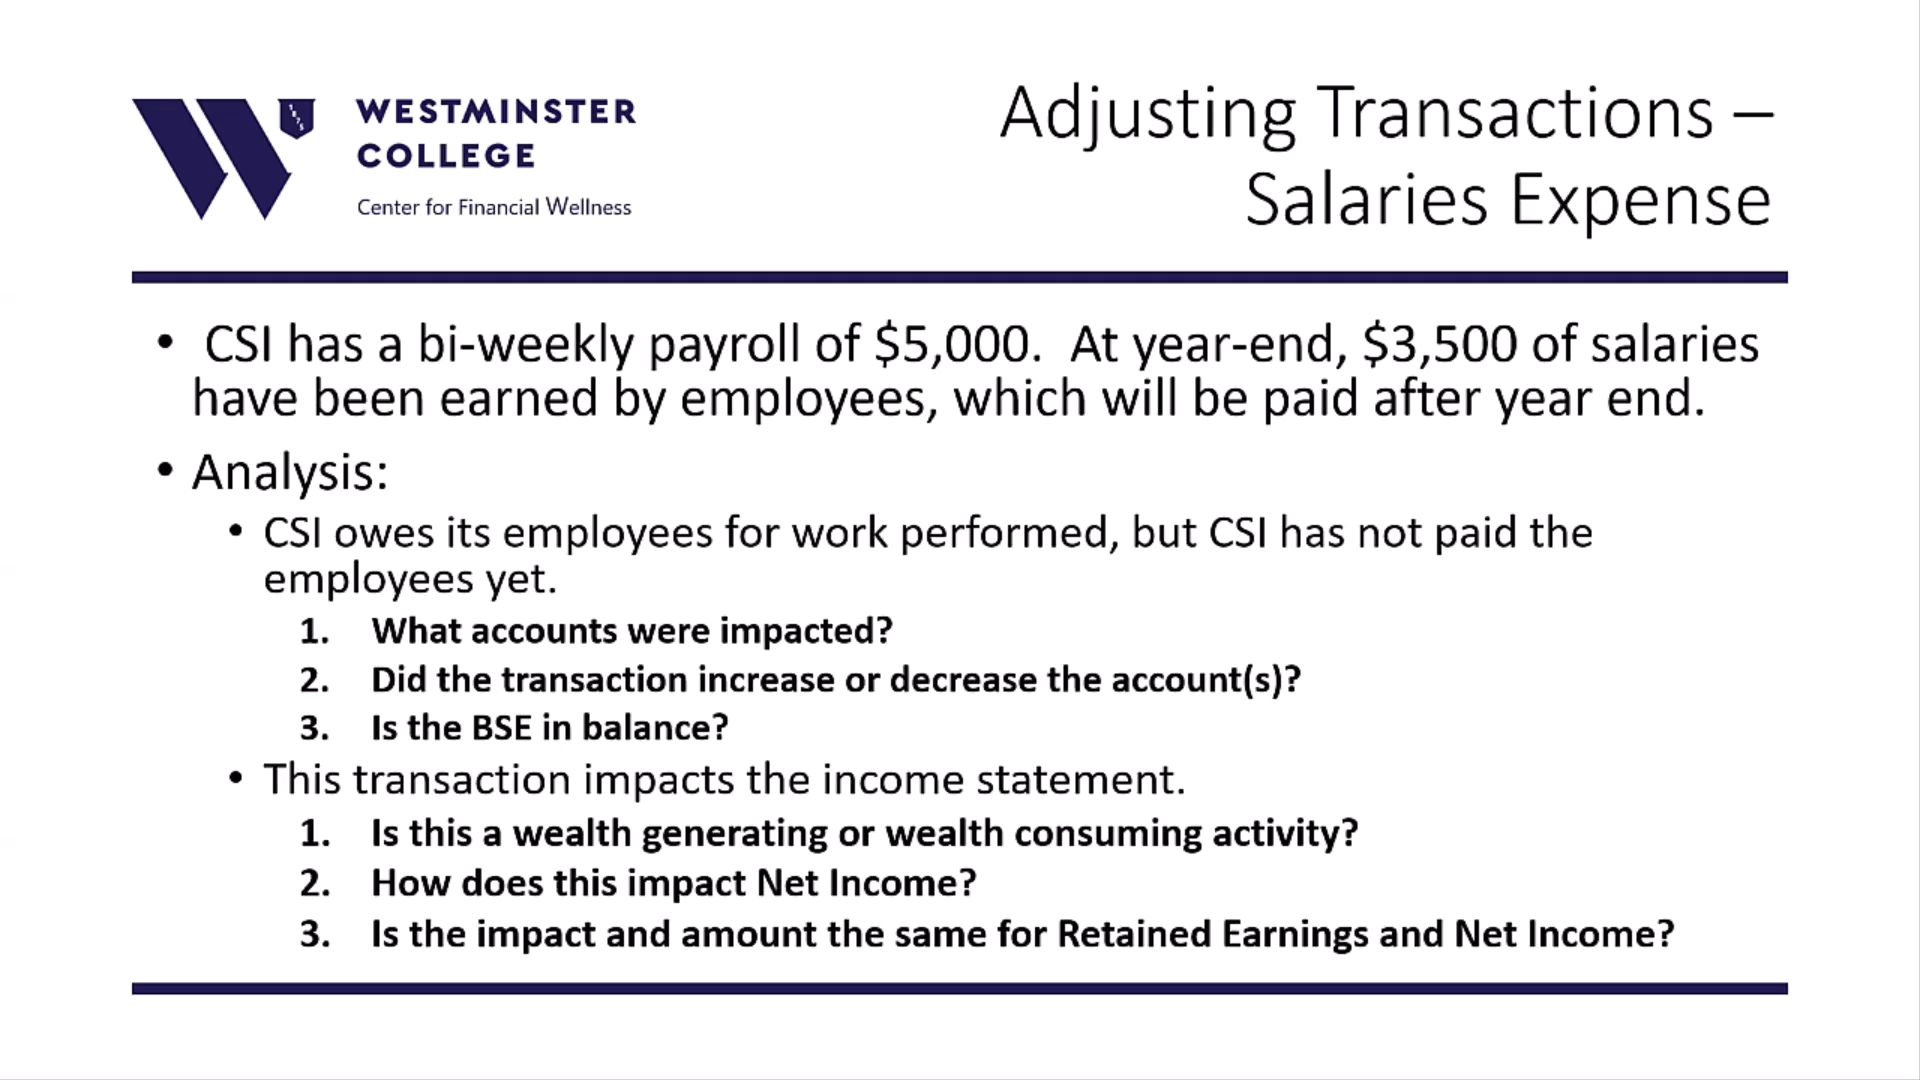 WESTMINSTER
COLLEGE
Center for Financial Wellness
1875
Adjusting Transactions –
Salaries Expense
• CSI has a bi-weekly payroll of $5,000.  At year-end, $3,500 of salaries
have been earned by employees, which will be paid after year end.
• Analysis:
• CSI owes its employees for work performed, but CSI has not paid the
employees yet.
1. What accounts were impacted?
2. Did the transaction increase or decrease the account(s)?
3. Is the BSE in balance?
• This transaction impacts the income statement.
1. Is this a wealth generating or wealth consuming activity?
2. How does this impact Net Income?
3. Is the impact and amount the same for Retained Earnings and Net Income?